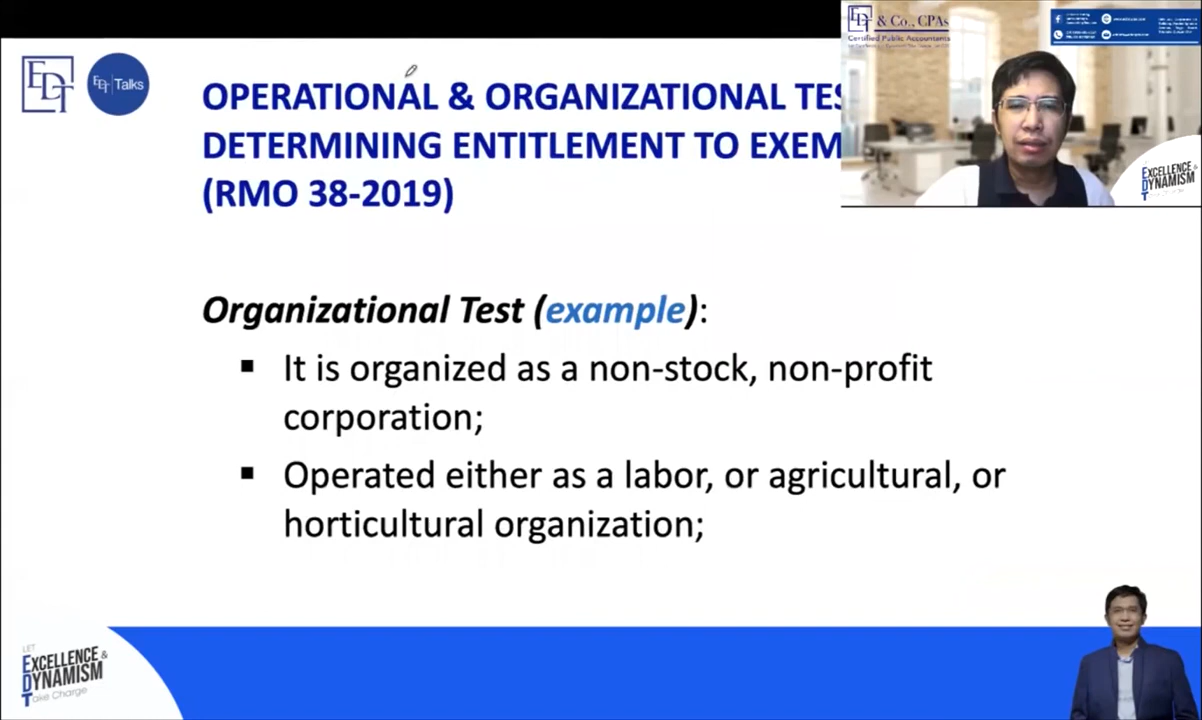 EDT
EDT Talks
OPERATIONAL & ORGANIZATIONAL TES
DETERMINING ENTITLEMENT TO EXEM
(RMO 38-2019)
EDT & Co., CPAs
Certified Public Accountants
EXCELLENCE &
DYNAMISM
Organizational Test (example):
▪ It is organized as a non-stock, non-profit
corporation;
▪ Operated either as a labor, or agricultural, or
horticultural organization;
LET
EXCELLENCE &
DYNAMISM
Take Charge